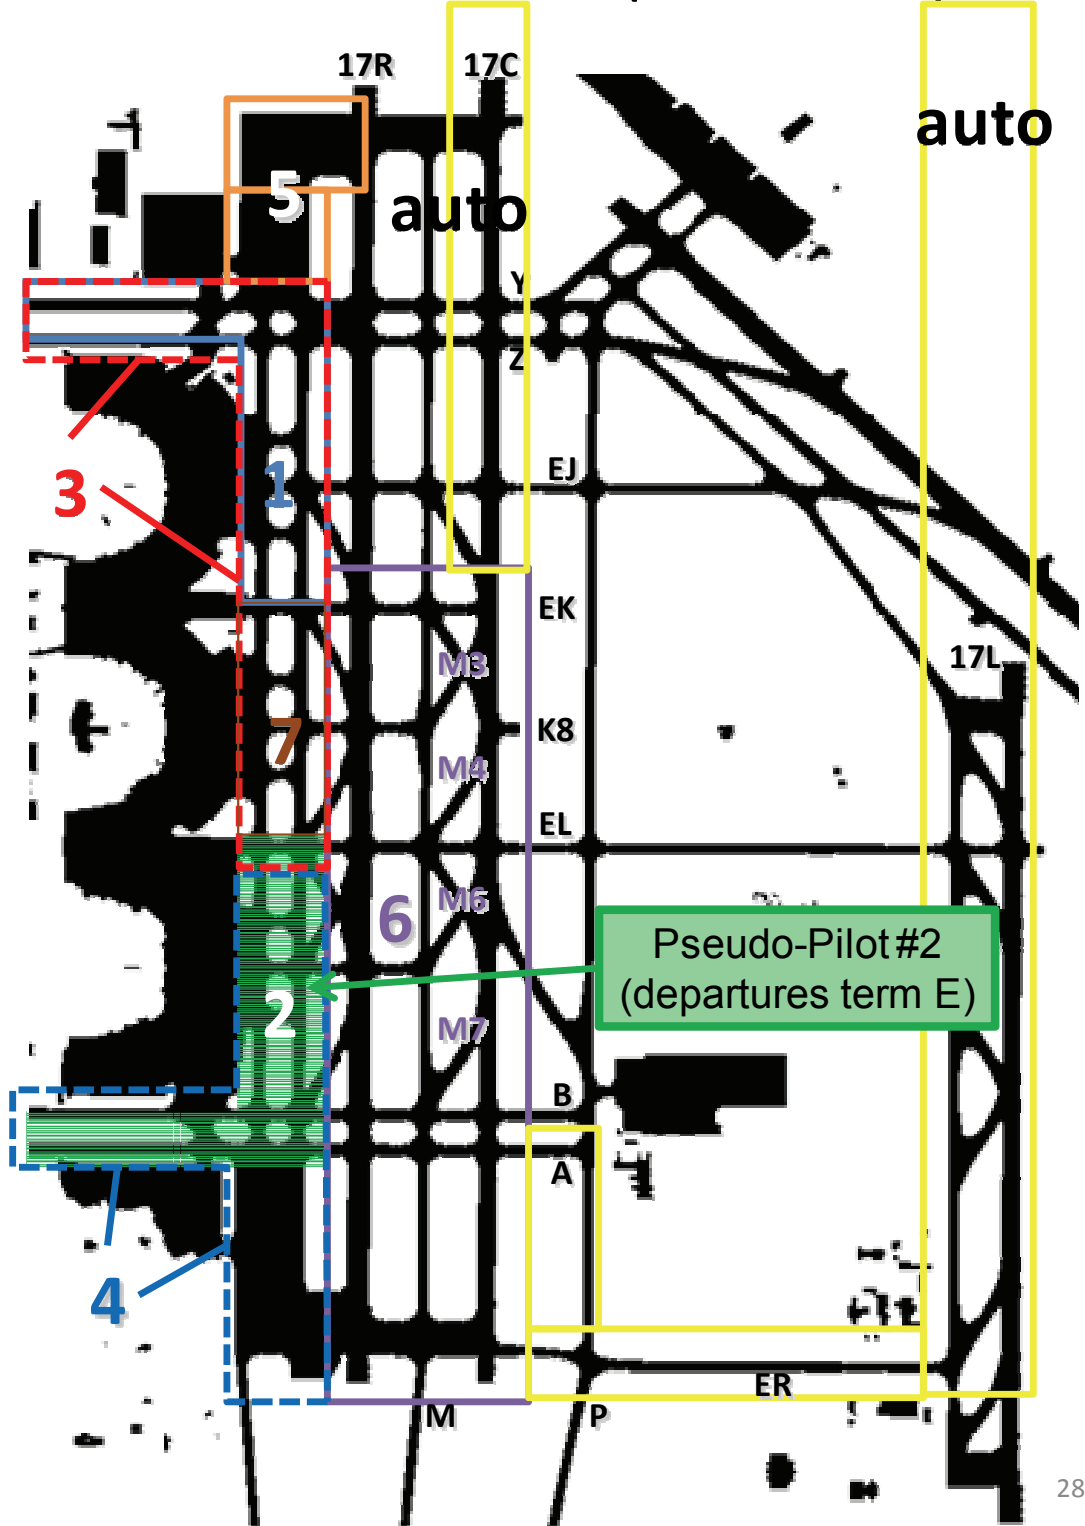 17R
17C
auto
5
auto
Y
Z
EJ
1
3
EK
M3
17L
7
K8
M4
EL
M6
6
Pseudo-Pilot #2
(departures term E)
2
M7
B
A
4
ER
M
P
28